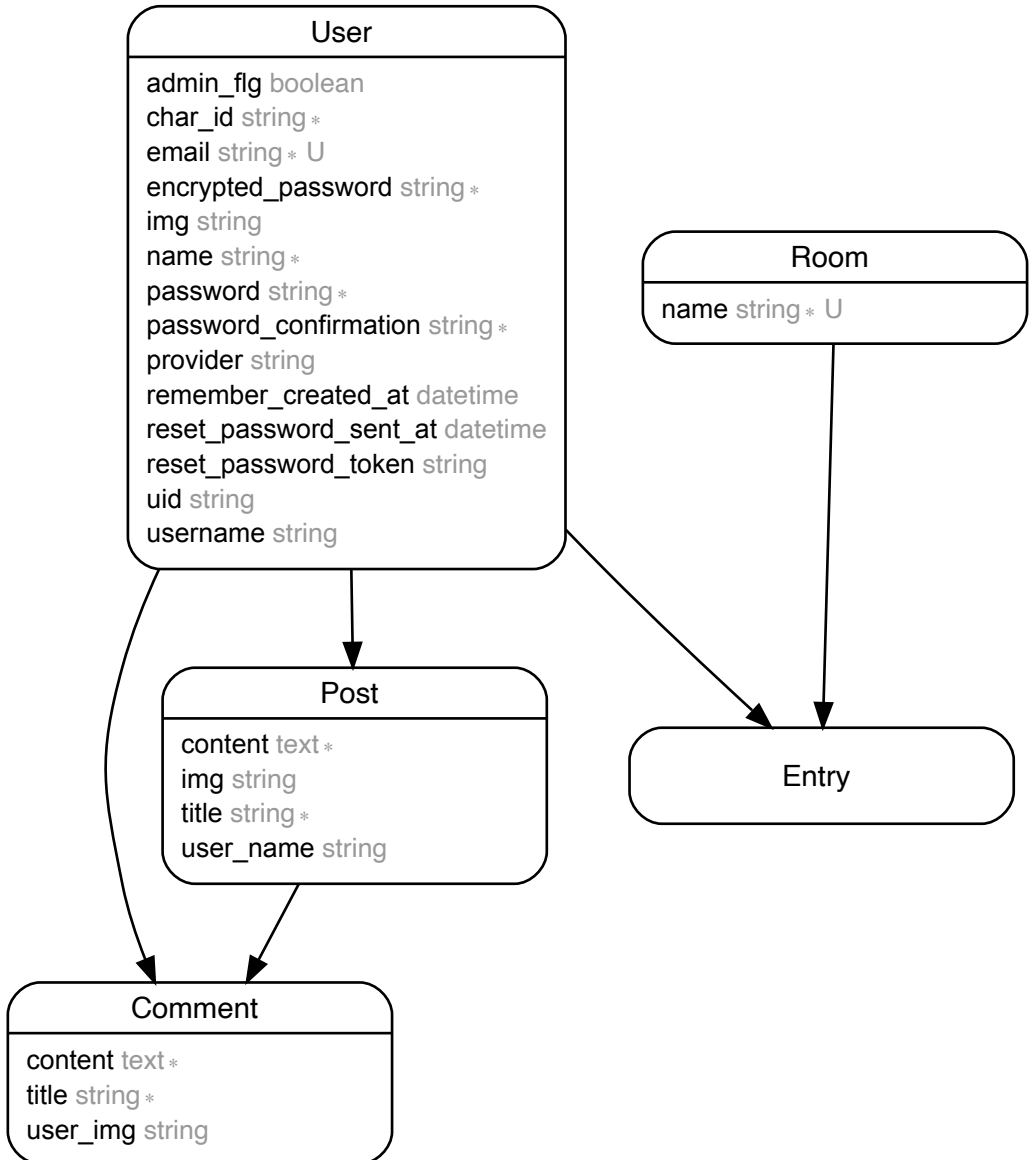 User
admin_flg boolean
char_id string ∗
email string ∗ U
encrypted_password string ∗
img string
name string ∗
password string ∗
password_confirmation string ∗
provider string
remember_created_at datetime
reset_password_sent_at datetime
reset_password_token string
uid string
username string
Room
name string ∗ U
Post
content text ∗
img string
title string ∗
user_name string
Entry
Comment
content text ∗
title string ∗
user_img string